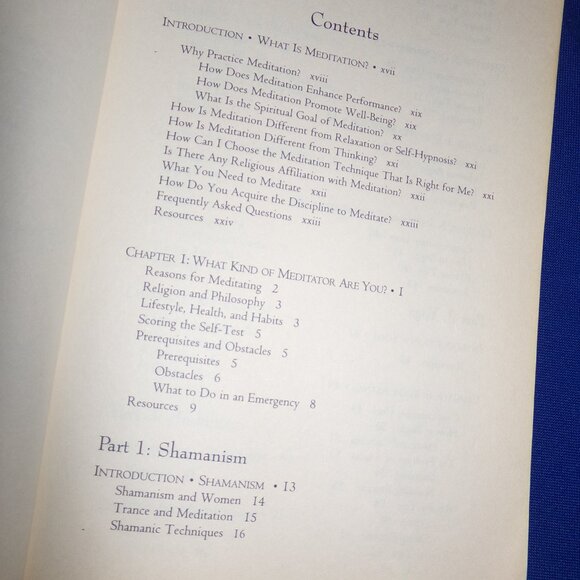 Contents
INTRODUCTION • WHAT IS MEDITATION? • xvii
Why Practice Meditation? xviii
How Does Meditation Enhance Performance? xix
How Does Meditation Promote Well-Being? xix
What Is the Spiritual Goal of Meditation? xx
How Is Meditation Different from Relaxation or Self-Hypnosis? xxi
How Is Meditation Different from Thinking? xxi
How Can I Choose the Meditation Technique That Is Right for Me? xxi
Is There Any Religious Affiliation with Meditation? xxii
What You Need to Meditate xxii
How Do You Acquire the Discipline to Meditate? xxiii
Frequently Asked Questions xxiii
Resources xxiv
CHAPTER 1: WHAT KIND OF MEDITATOR ARE YOU? • 1
Reasons for Meditating 2
Religion and Philosophy 3
Lifestyle, Health, and Habits 3
Scoring the Self-Test 5
Prerequisites and Obstacles 5
Prerequisites 5
Obstacles 6
What to Do in an Emergency 8
Resources 9
Part 1: Shamanism
INTRODUCTION • SHAMANISM • 13
Shamanism and Women 14
Trance and Meditation 15
Shamanic Techniques 16